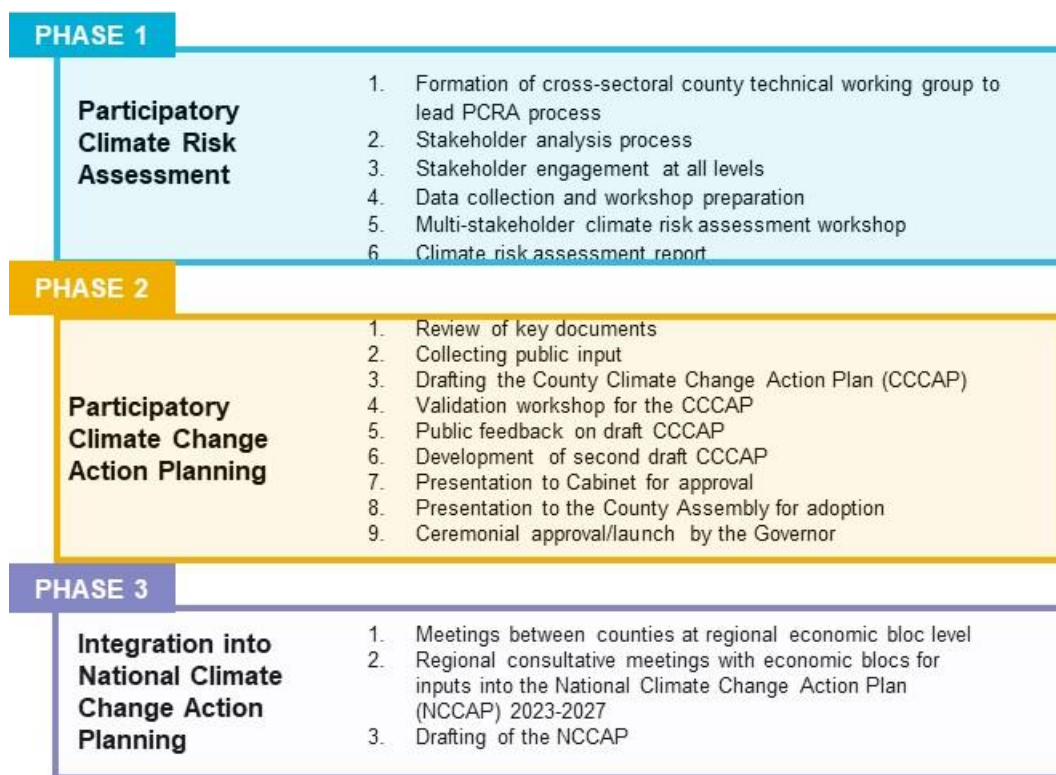 PHASE 1
Participatory
Climate Risk
Assessment
1. Formation of cross-sectoral county technical working group to
lead PCRA process
2. Stakeholder analysis process
3. Stakeholder engagement at all levels
4. Data collection and workshop preparation
5. Multi-stakeholder climate risk assessment workshop
6. Climate risk assessment report
PHASE 2
Participatory
Climate Change
Action Planning
1. Review of key documents
2. Collecting public input
3. Drafting the County Climate Change Action Plan (CCCAP)
4. Validation workshop for the CCCAP
5. Public feedback on draft CCCAP
6. Development of second draft CCCAP
7. Presentation to Cabinet for approval
8. Presentation to the County Assembly for adoption
9. Ceremonial approval/launch by the Governor
PHASE 3
Integration into
National Climate
Change Action
Planning
1. Meetings between counties at regional economic bloc level
2. Regional consultative meetings with economic blocs for
inputs into the National Climate Change Action Plan
(NCCAP) 2023-2027
3. Drafting of the NCCAP